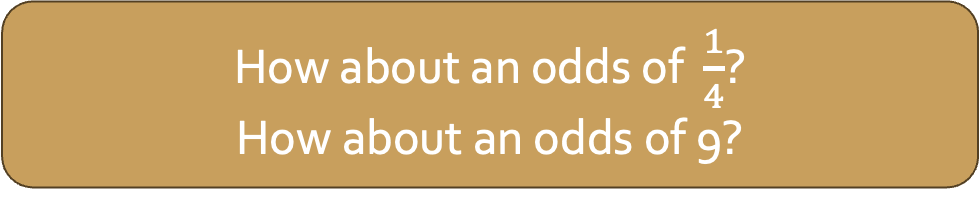 How about an odds of 1/4?
How about an odds of 9?